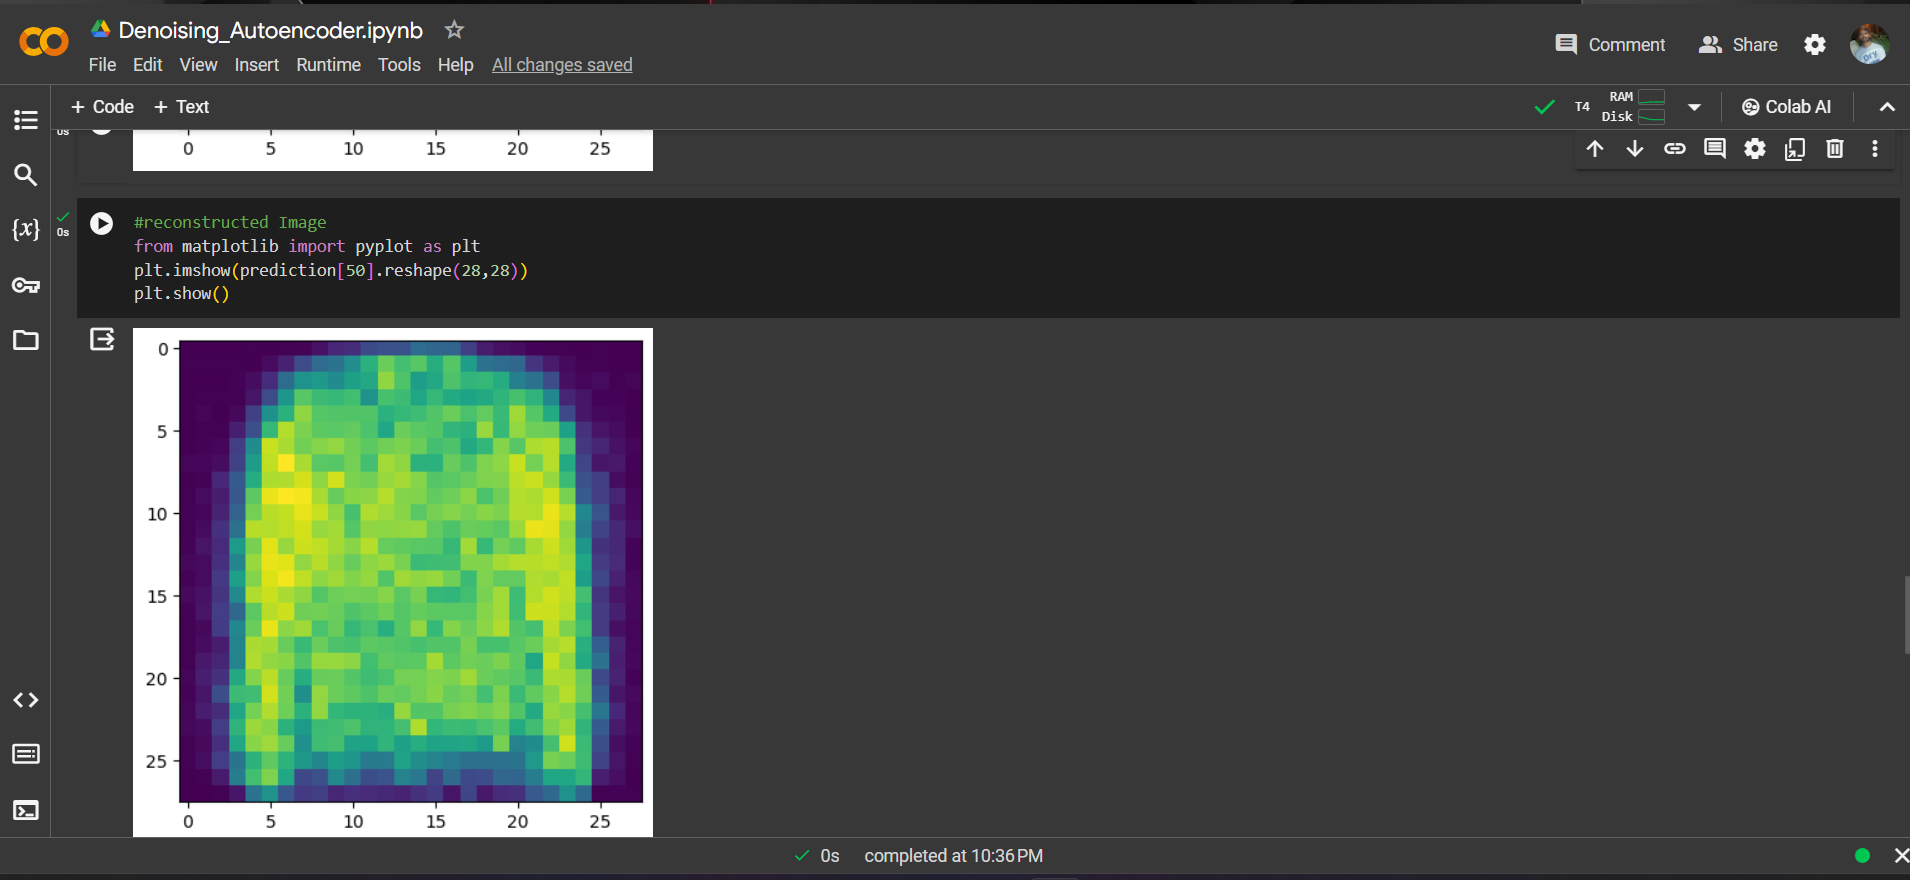 Denoising_Autoencoder.ipynb
File Edit View Insert Runtime Tools Help All changes saved
Comment Share
+ Code + Text
T4 RAM Disk Colab AI
0s
0 5 10 15 20 25
{x}
0s
#reconstructed Image
from matplotlib import pyplot as plt
plt.imshow(prediction[50].reshape(28,28))
plt.show()
0
5
10
15
20
25
0 5 10 15 20 25
0s completed at 10:36 PM